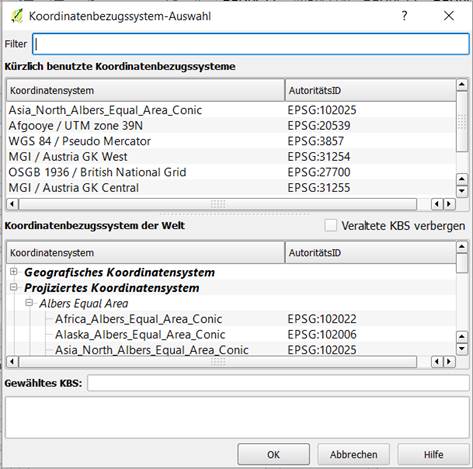 Koordinatenbezugssystem-Auswahl
Filter
Kürzlich benutzte Koordinatenbezugssysteme
Koordinatensystem AutoritätsID
Asia_North_Albers_Equal_Area_Conic EPSG:102025
Afgooye / UTM zone 39N EPSG:20539
WGS 84 / Pseudo Mercator EPSG:3857
MGI / Austria GK West EPSG:31254
OSGB 1936 / British National Grid EPSG:27700
MGI / Austria GK Central EPSG:31255
Koordinatenbezugssystem der Welt Veraltete KBS verbergen
Koordinatensystem AutoritätsID
Geografisches Koordinatensystem
Projiziertes Koordinatensystem
Albers Equal Area
Africa_Albers_Equal_Area_Conic EPSG:102022
Alaska_Albers_Equal_Area_Conic EPSG:102006
Asia_North_Albers_Equal_Area_Conic EPSG:102025
Gewähltes KBS:
OK Abbrechen Hilfe